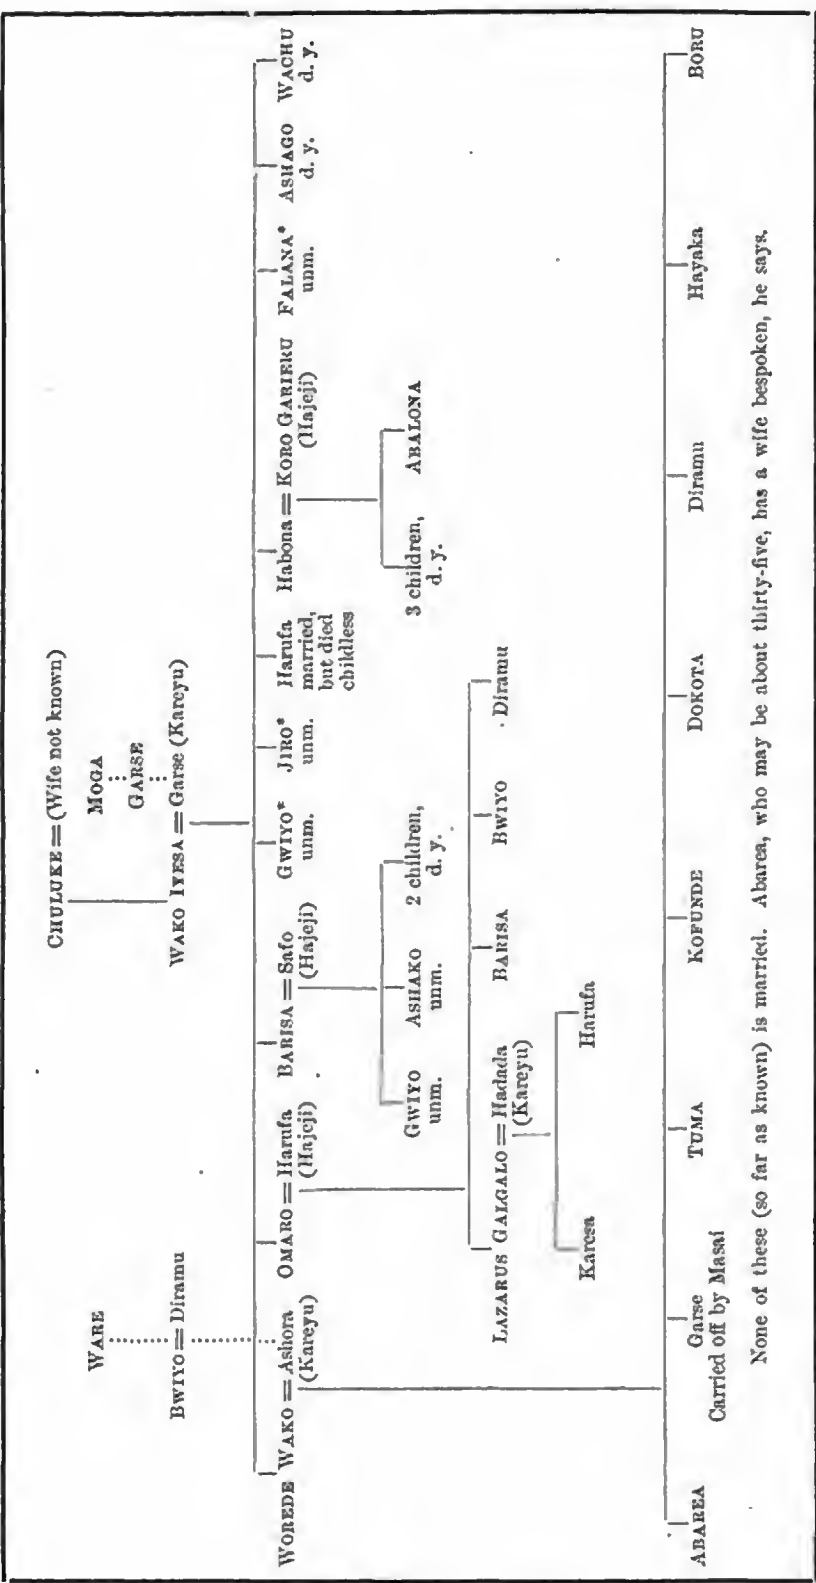 CHULUKE = (Wife not known)
WARE
MOGA
GARSE
BWIYO = Diramu
WAKO IYESA = Garse (Kareyu)
WOREDE WAKO = Ashora
(Kareyu)
OMARO = Harufa
(Hajeji)
BARISA = Safo
(Hajeji)
GWIYO*
unm.
JIRO*
unm.
Harufa
married,
but died
childless
Habona = KORO GARIERU
(Hajeji)
FALANA*
unm.
ASHAGO
d. y.
WACHU
d. y.
GWIYO
unm.
ASHAKO
unm.
2 children,
d. y.
3 children,
d. y.
ABALONA
LAZARUS GALGALO = Hadada
(Kareyu)
BARISA
BWIYO
Diramu
Karesa
Harufa
ABAREA
Garse
Carried off by Masai
TUMA
KOFUNDE
DOKOTA
Diramu
Hayaka
BORU
None of these (so far as known) is married. Abarea, who may be about thirty-five, has a wife bespoken, he says.